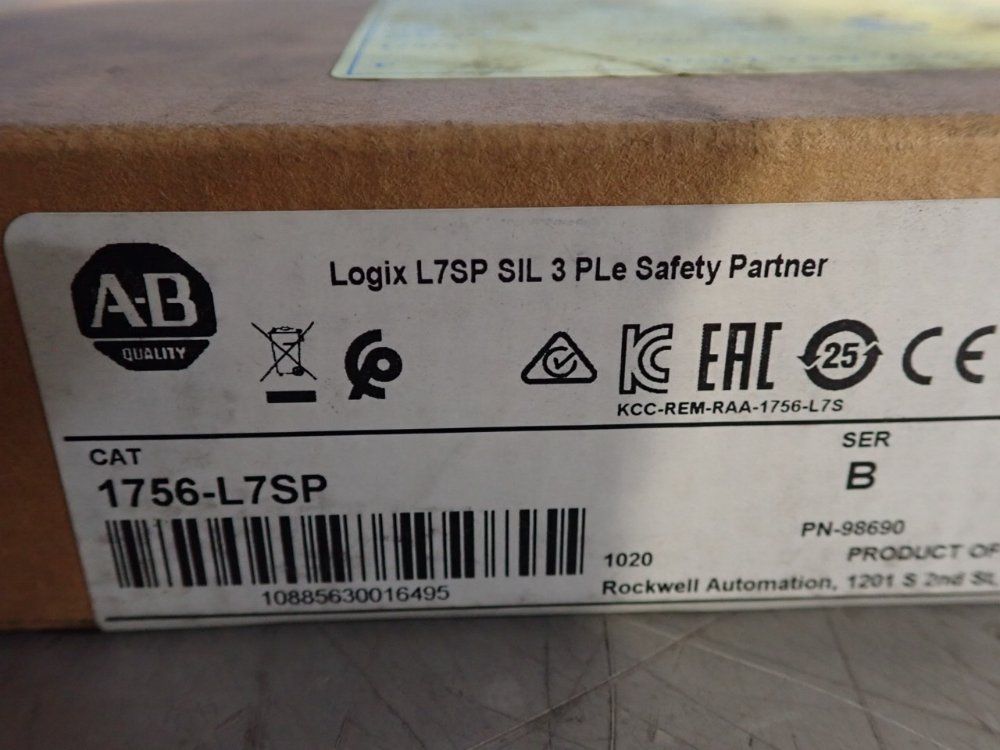 Logix L7SP SIL 3 PLe Safety Partner
A-B
QUALITY
KC
EAC
25
CE
KCC-REM-RAA-1756-L7S
CAT
1756-L7SP
SER
B
PN-98690
10885630016495
1020
PRODUCT OF
Rockwell Automation, 1201 S 2nd St,